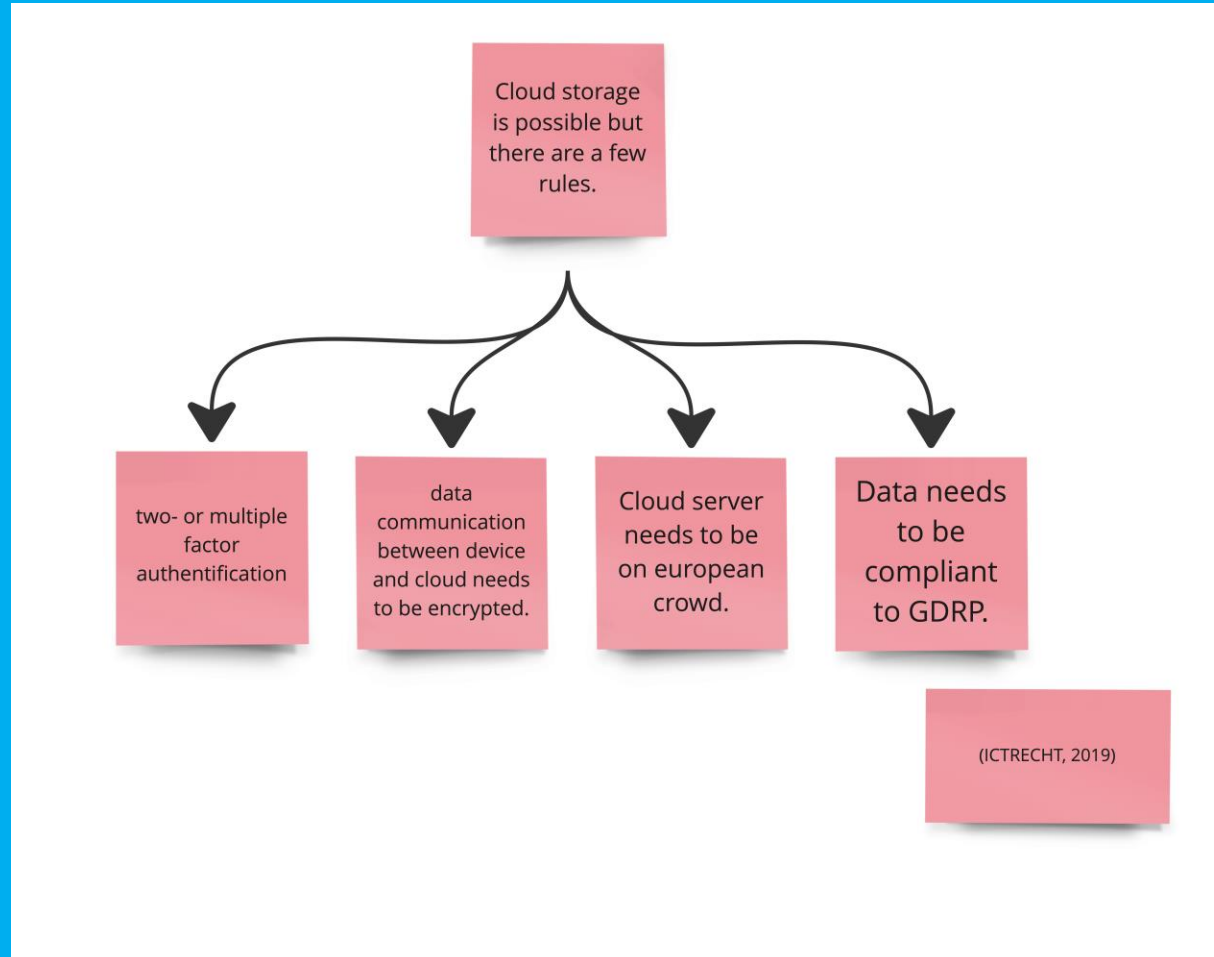 Cloud storage
is possible but
there are a few
rules.
two- or multiple
factor
authentification
data
communication
between device
and cloud needs
to be encrypted.
Cloud server
needs to be
on european
crowd.
Data needs
to be
compliant
to GDRP.
(ICTRECHT, 2019)